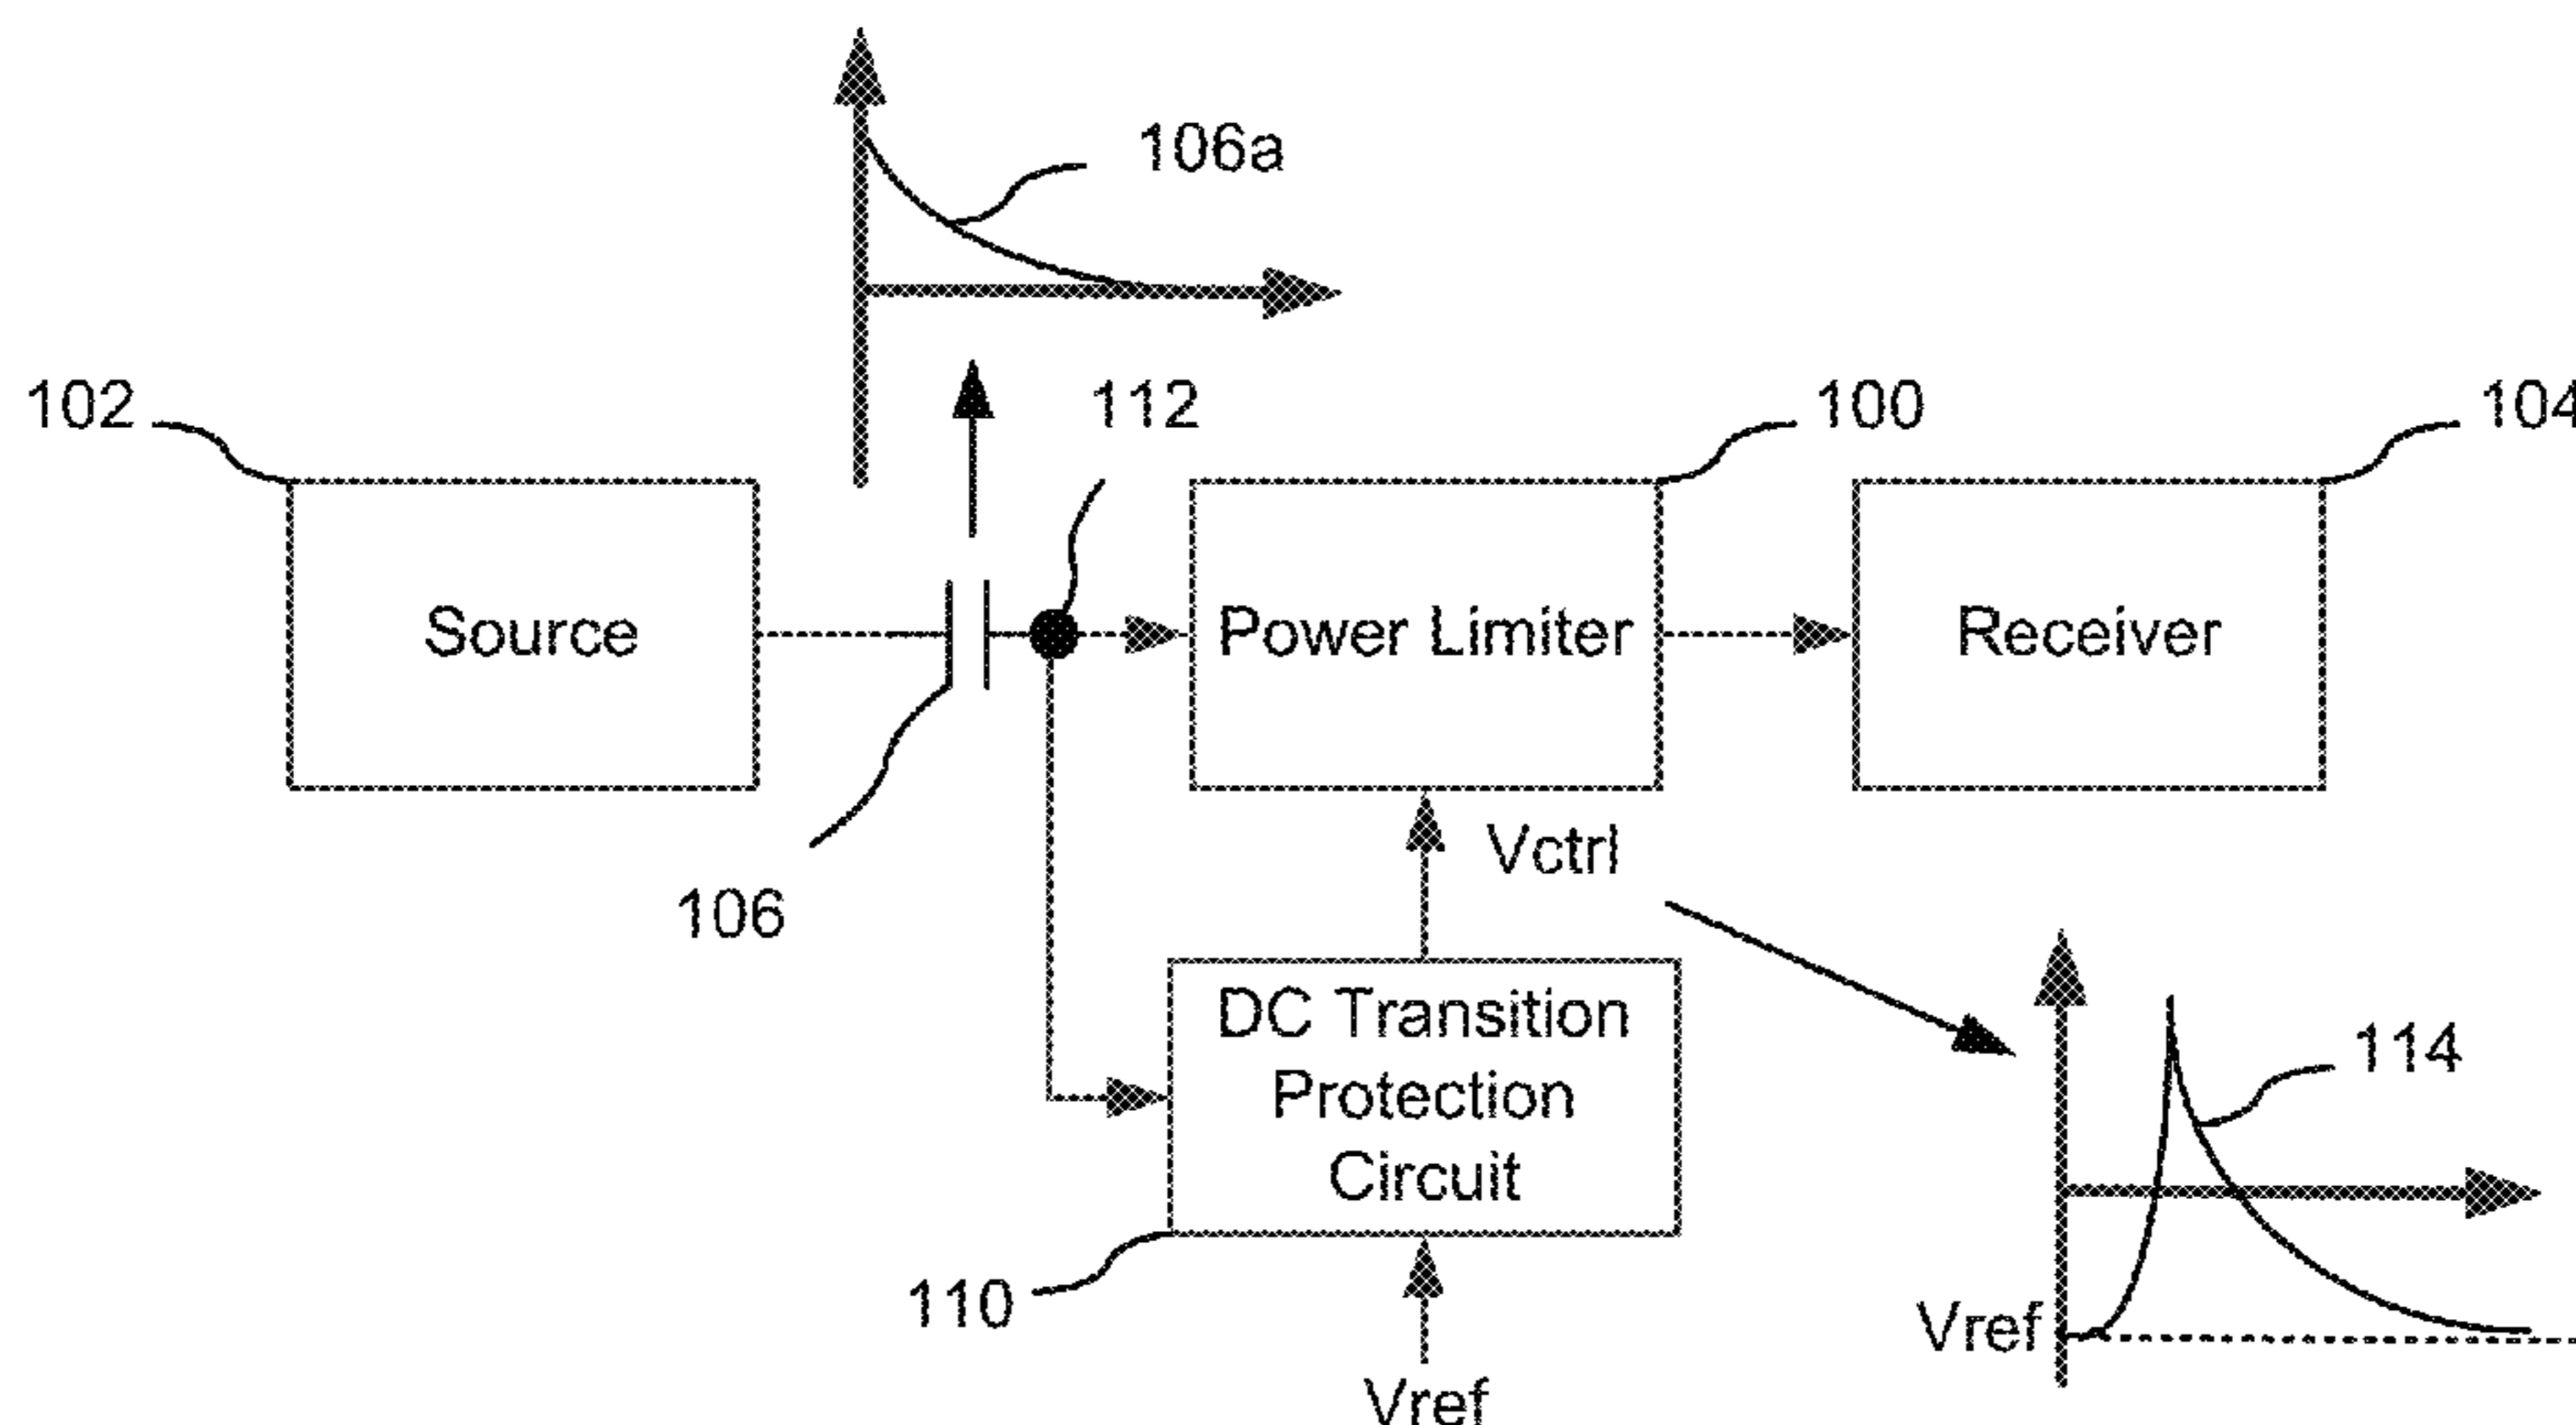 106a
102
112
100
104
Source
Power Limiter
Receiver
106
Vctrl
DC Transition
Protection
Circuit
114
110
Vref
Vref